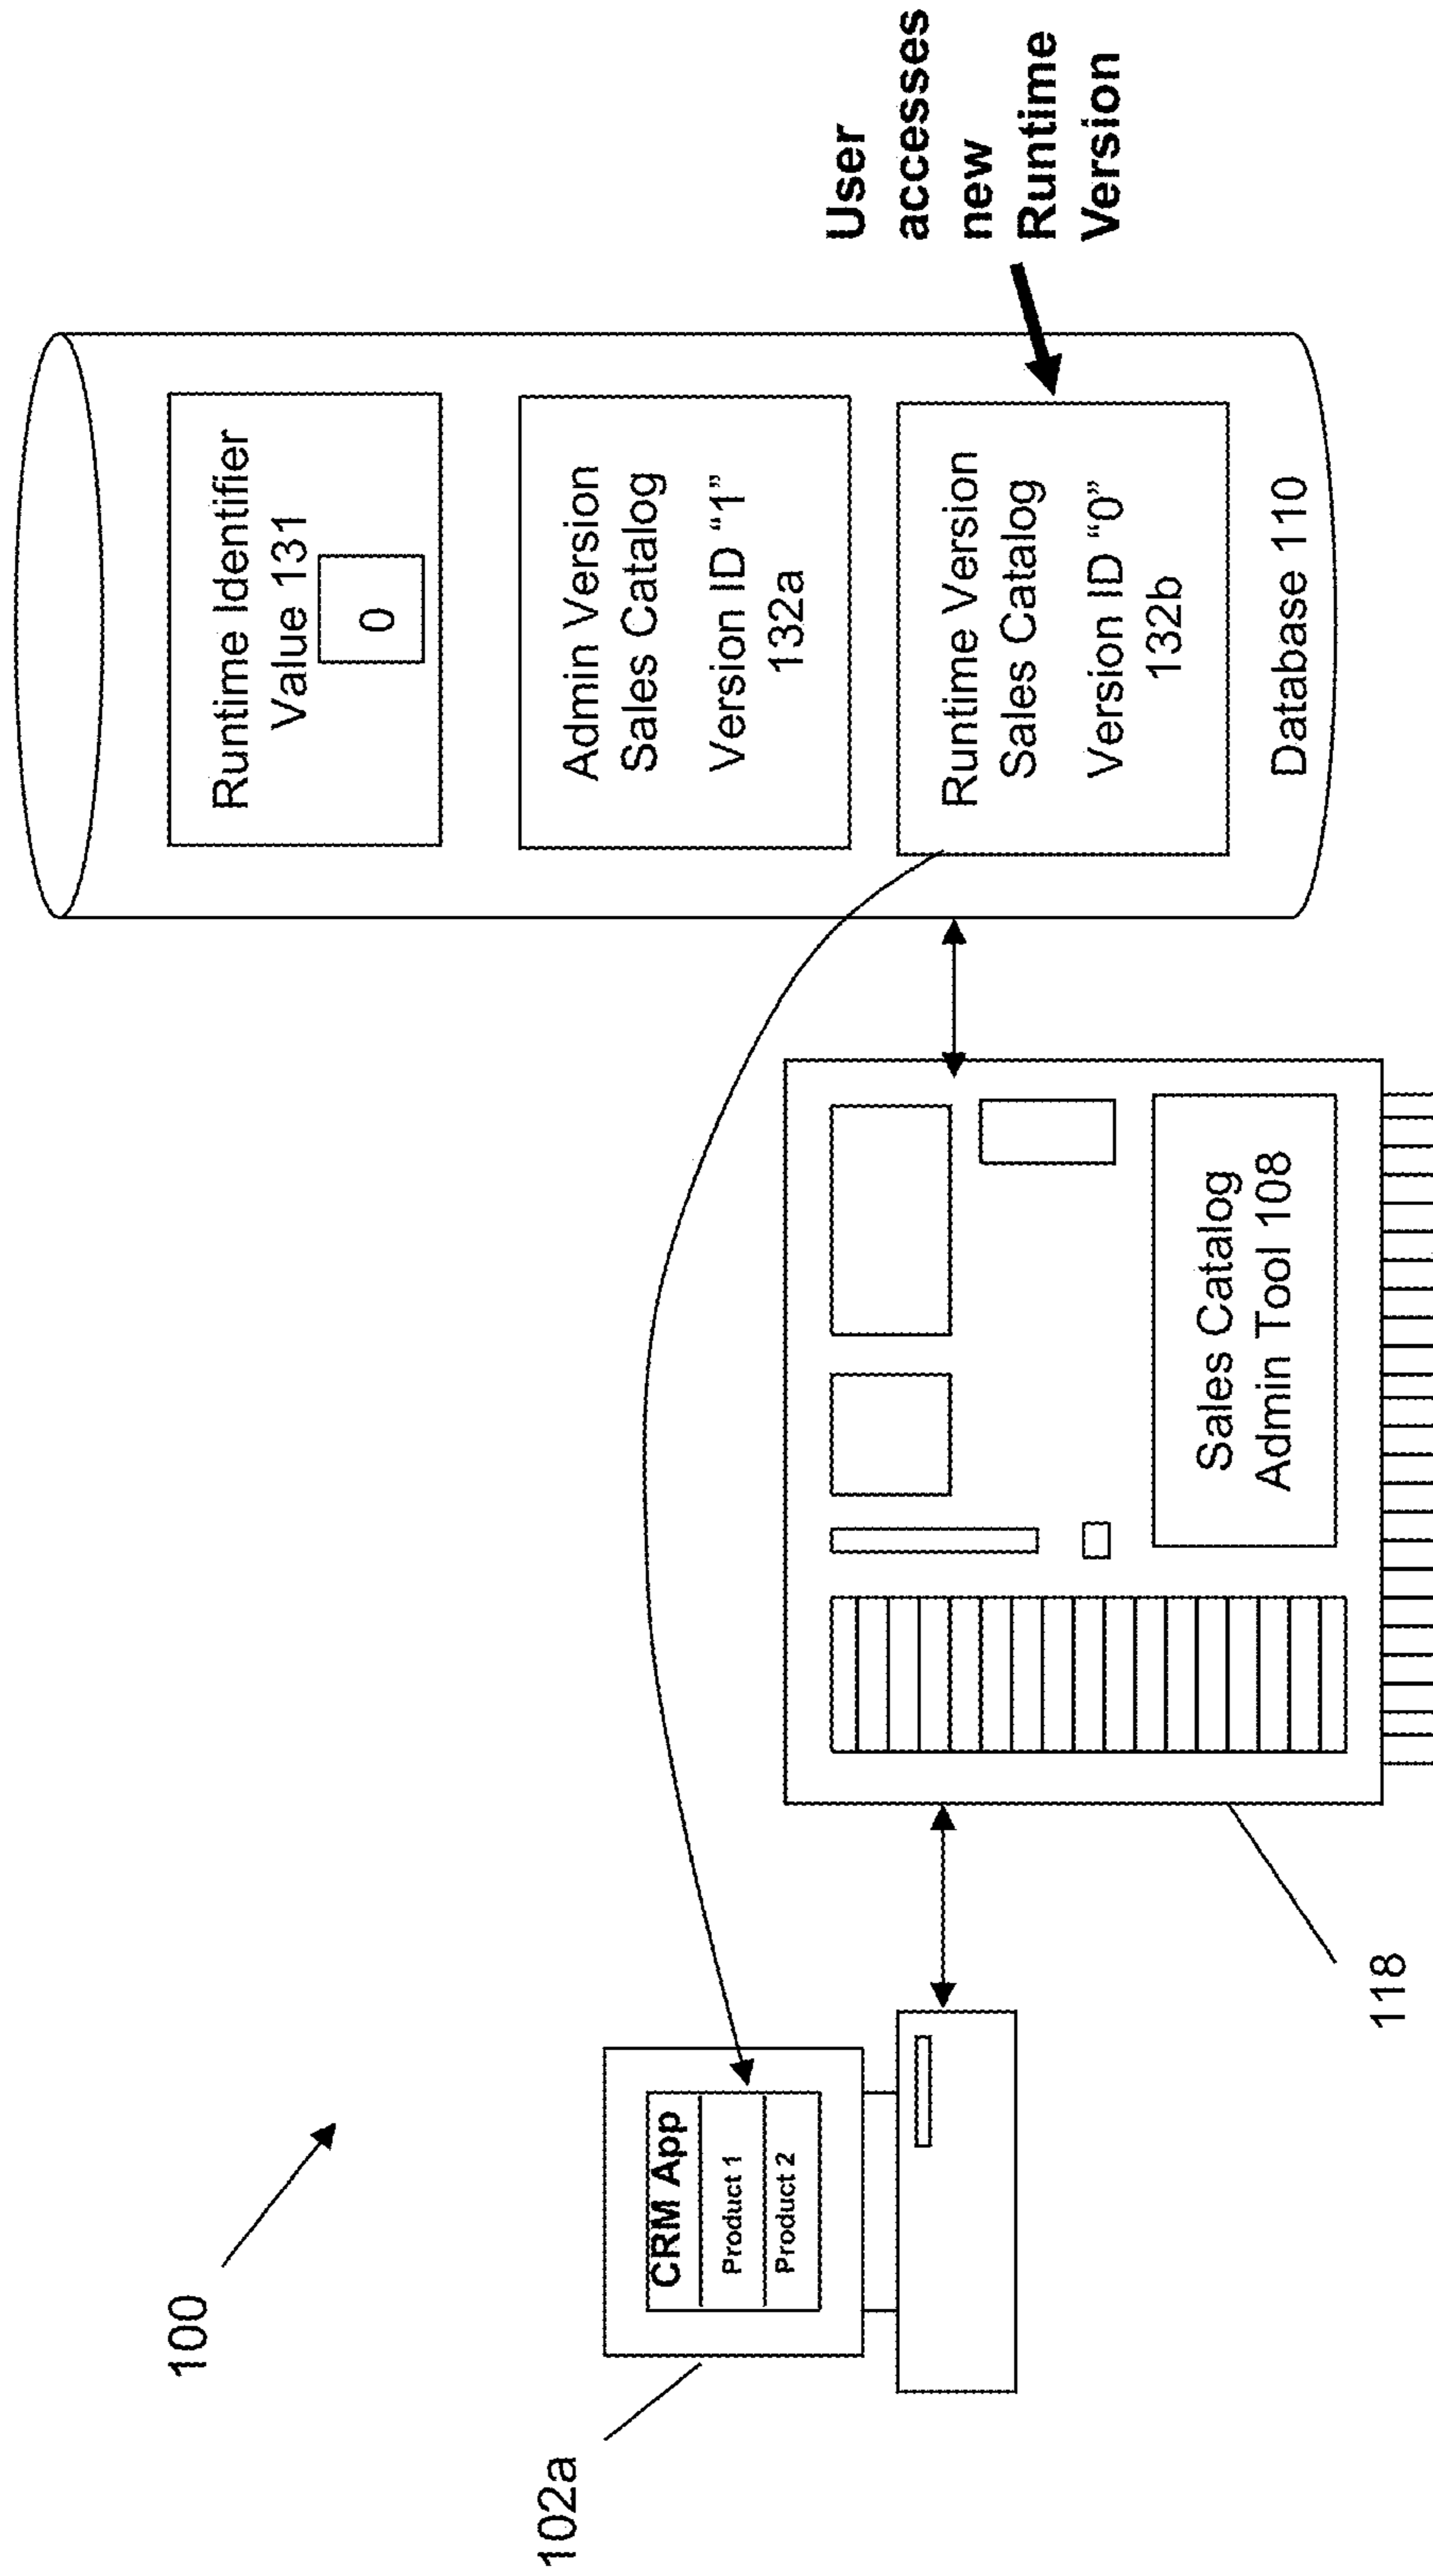 100
102a
CRM App
Product 1
Product 2
118
Sales Catalog
Admin Tool 108
Runtime Identifier
Value 131
0
Admin Version
Sales Catalog
Version ID “1”
132a
Runtime Version
Sales Catalog
Version ID “0”
132b
Database 110
User
accesses
new
Runtime
Version